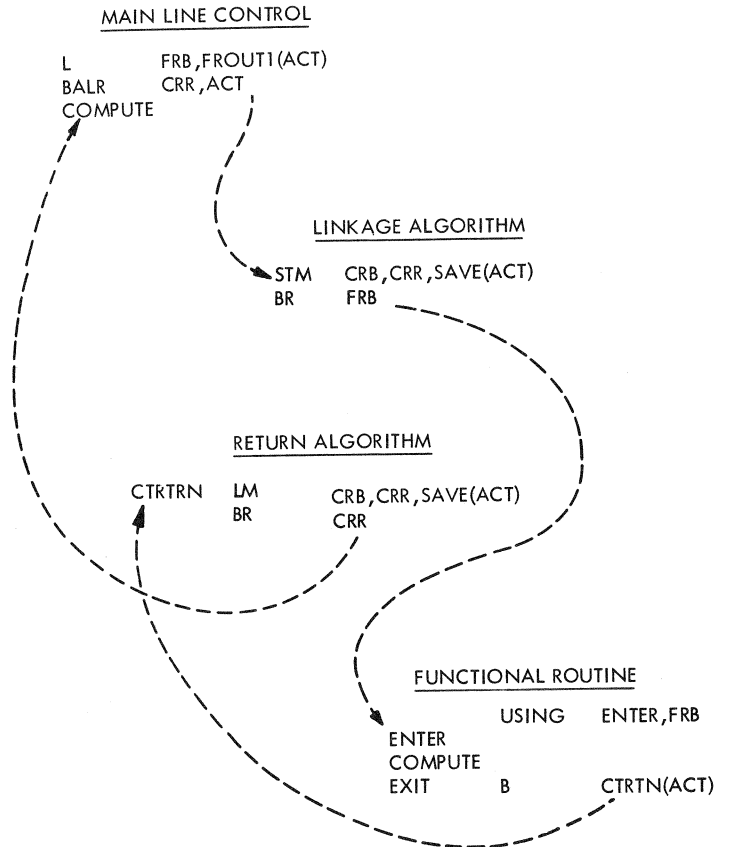 MAIN LINE CONTROL
L FRB,FROUT1(ACT)
BALR CRR,ACT
COMPUTE
LINKAGE ALGORITHM
STM CRB,CRR,SAVE(ACT)
BR FRB
RETURN ALGORITHM
CTRTRN LM CRB,CRR,SAVE(ACT)
BR CRR
FUNCTIONAL ROUTINE
USING ENTER,FRB
ENTER
COMPUTE
EXIT B CTRTN(ACT)